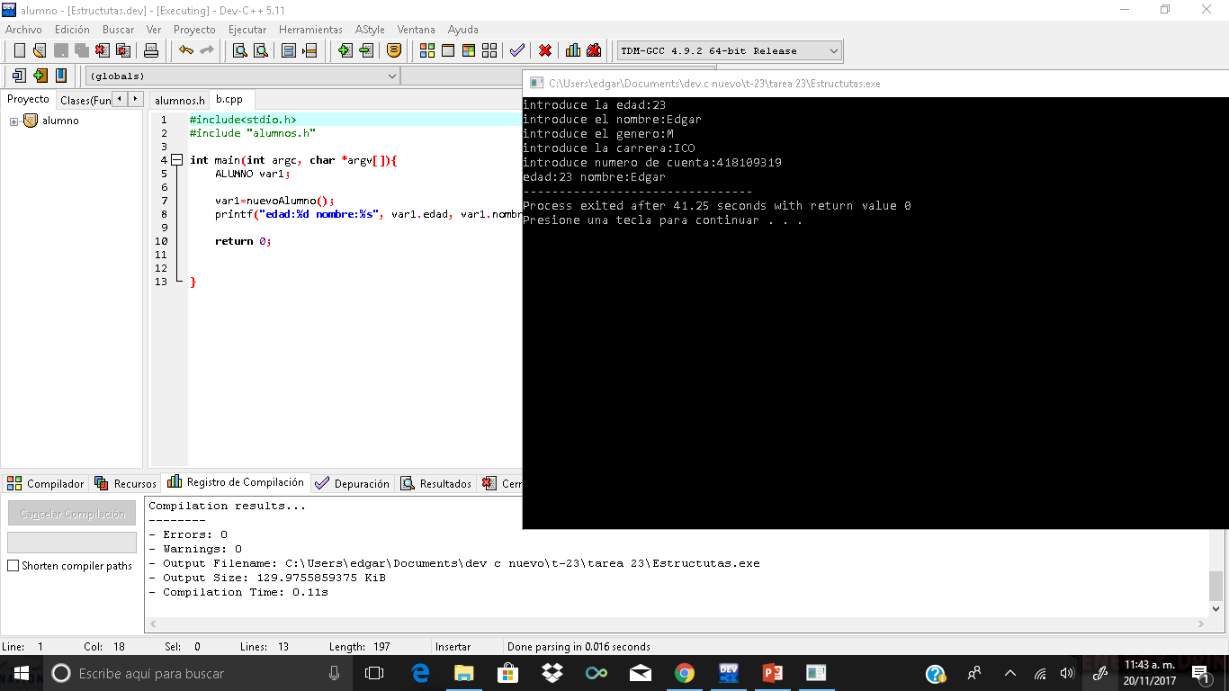 alumno - [Estructutas.dev] - [Executing] - Dev-C++ 5.11
Archivo Edición Buscar Ver Proyecto Ejecutar Herramientas AStyle Ventana Ayuda
TDM-GCC 4.9.2 64-bit Release
(globals)
Proyecto Clases(Fun
alumno
alumnos.h b.cpp
1 #include<stdio.h>
2 #include "alumnos.h"
3
4 int main(int argc, char *argv[]){
5 ALUMNO var1;
6
7 var1=nuevoAlumno();
8 printf("edad:%d nombre:%s", var1.edad, var1.nombr
9
10 return 0;
11
12
13 }
C:\Users\edgar\Documents\dev c nuevo\t-23\tarea 23\Estructutas.exe
introduce la edad:23
introduce el nombre:Edgar
introduce el genero:M
introduce la carrera:ICO
introduce numero de cuenta:418109319
edad:23 nombre:Edgar
--------------------------------
Process exited after 41.25 seconds with return value 0
Presione una tecla para continuar . . .
Compilador Recursos Registro de Compilación Depuración Resultados Cerr
Cancelar Compilación
Shorten compiler paths
Compilation results...
--------
- Errors: 0
- Warnings: 0
- Output Filename: C:\Users\edgar\Documents\dev c nuevo\t-23\tarea 23\Estructutas.exe
- Output Size: 129.9755859375 KiB
- Compilation Time: 0.11s
Line: 1 Col: 18 Sel: 0 Lines: 13 Length: 197 Insertar Done parsing in 0.016 seconds
Escribe aquí para buscar
DEV
11:43 a. m.
20/11/2017
1